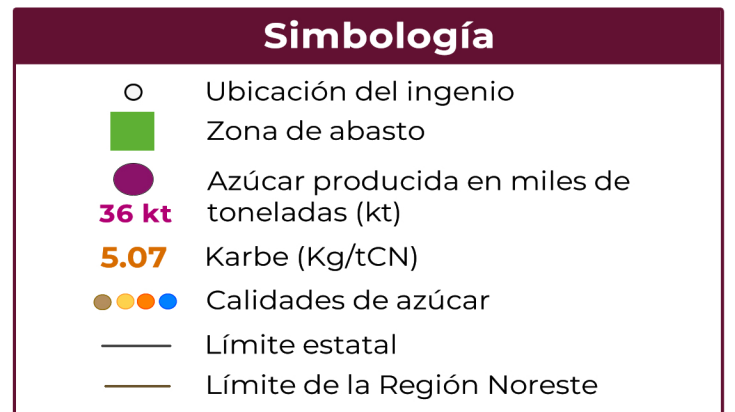 Simbología
Ubicación del ingenio
Zona de abasto
Azúcar producida en miles de
36 kt toneladas (kt)
5.07 Karbe (Kg/tCN)
Calidades de azúcar
Límite estatal
Límite de la Región Noreste